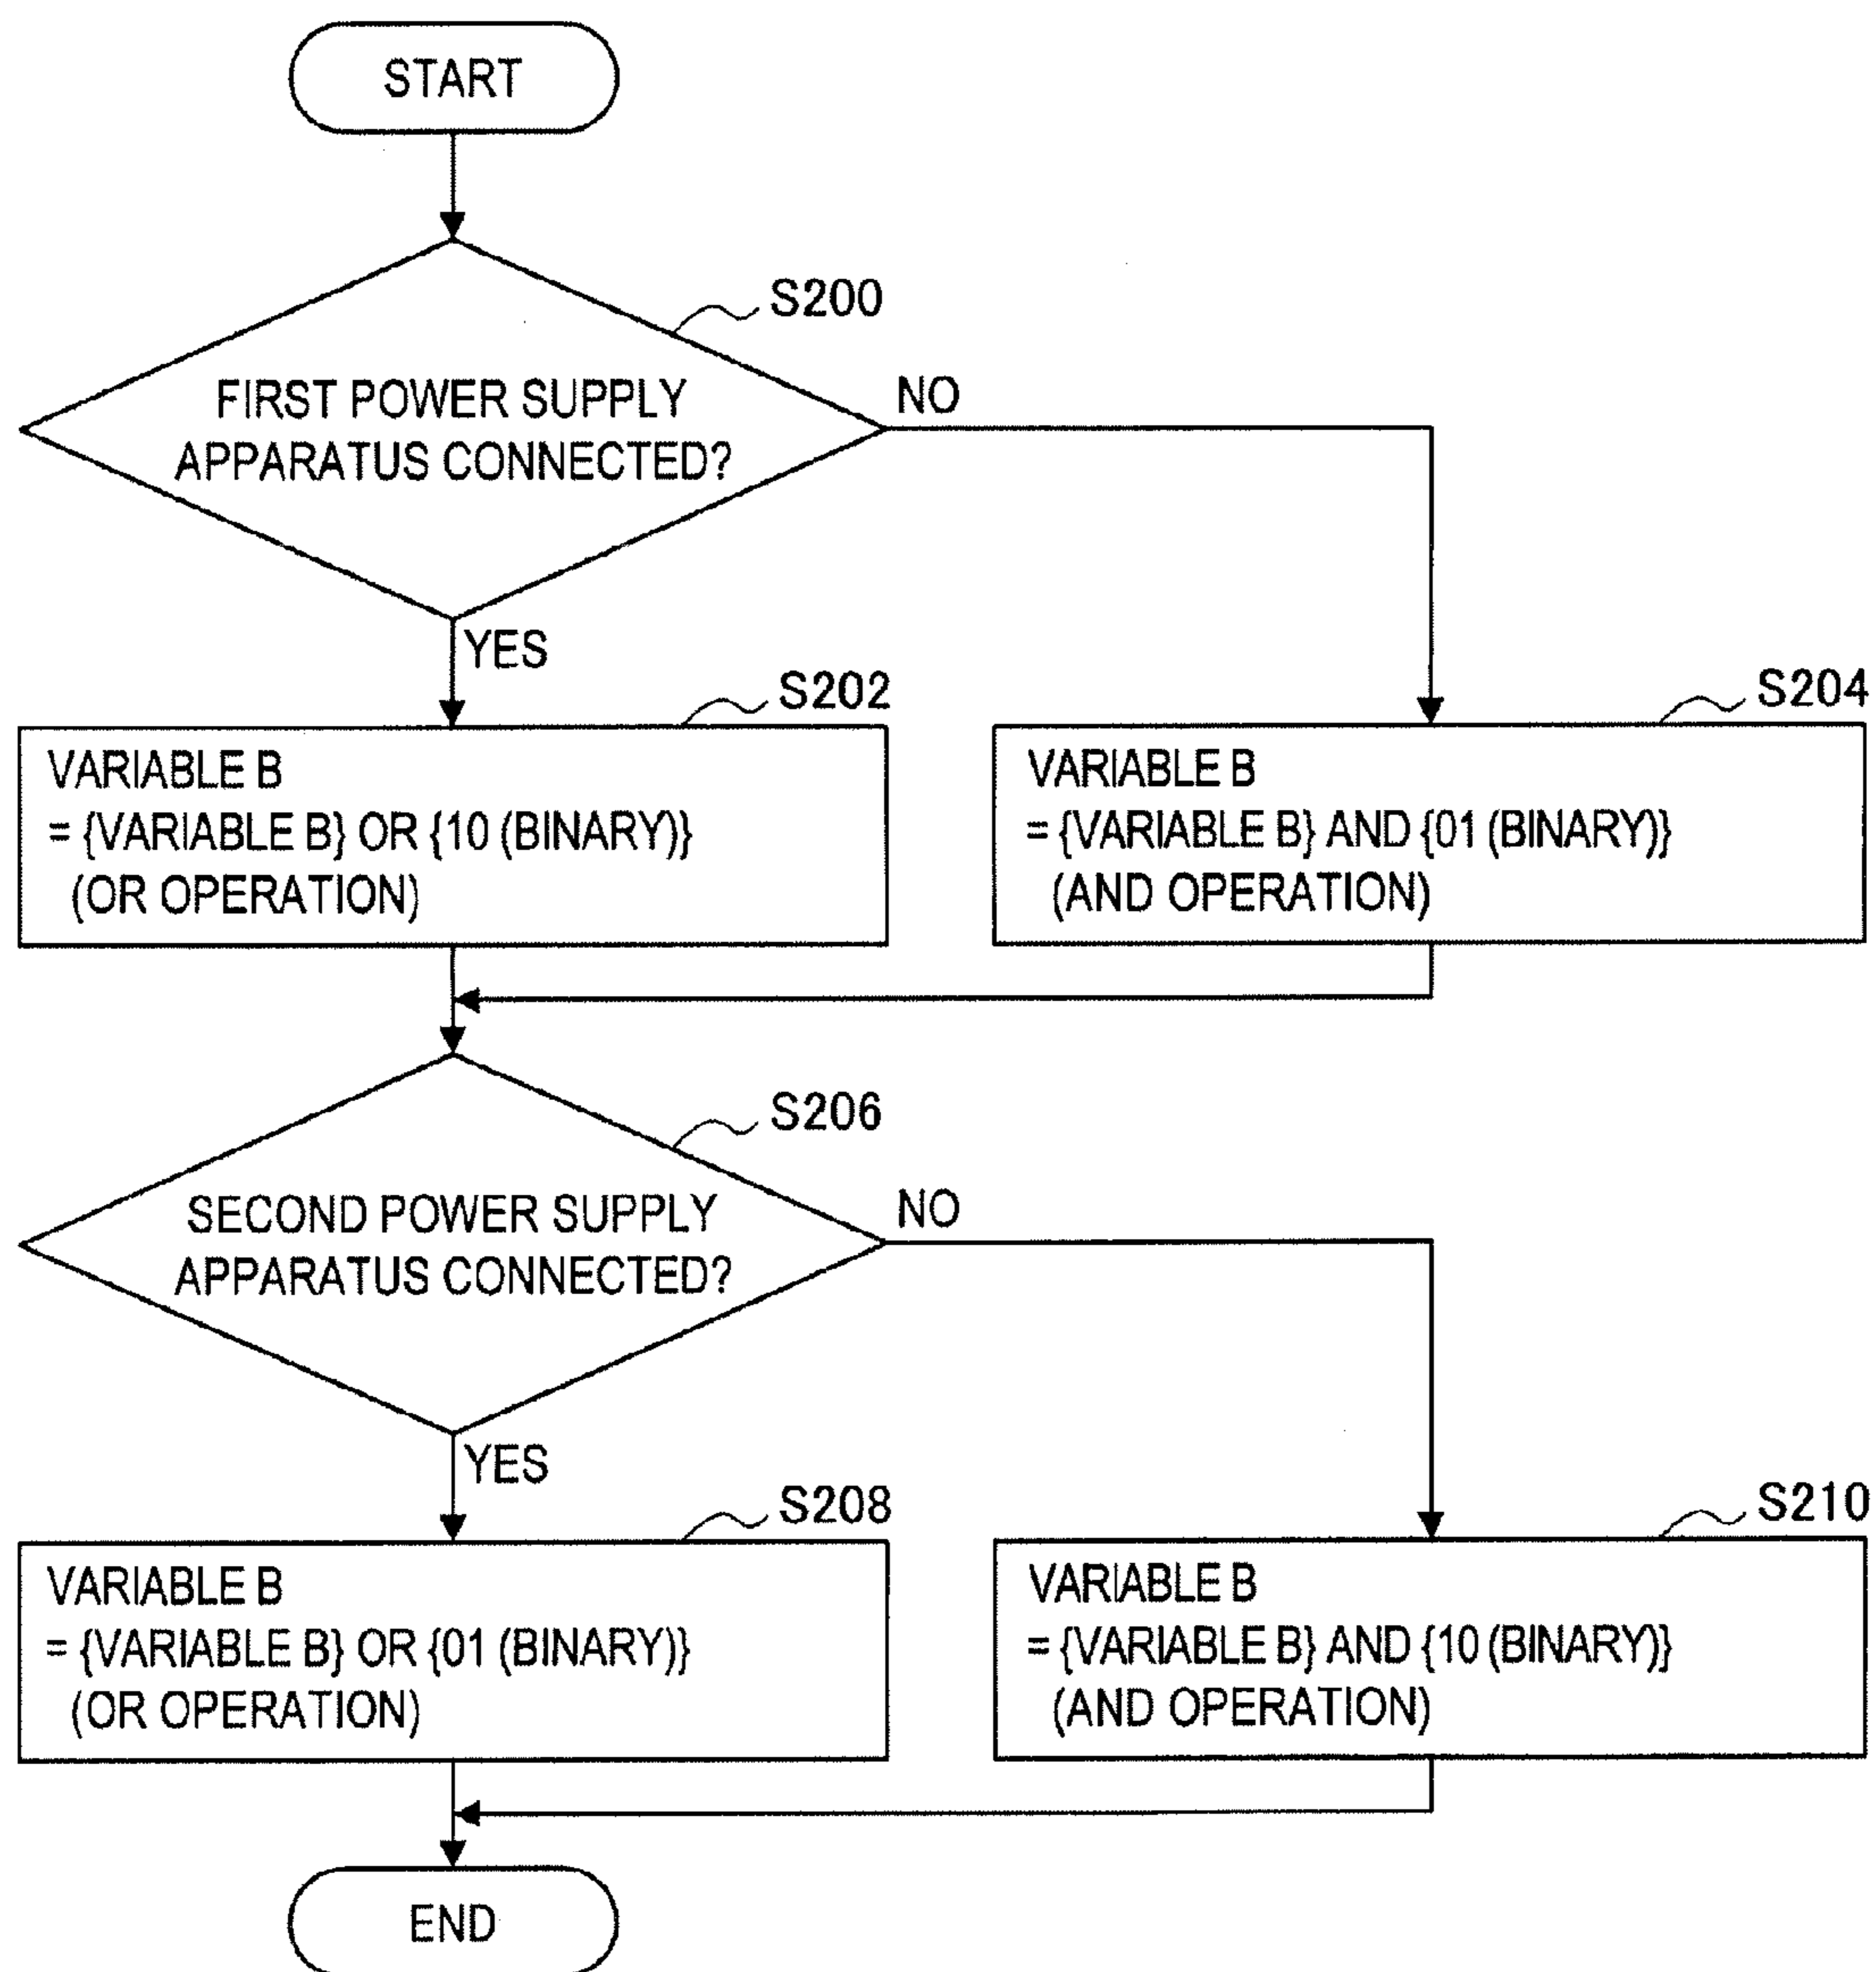 START
S200
FIRST POWER SUPPLY
APPARATUS CONNECTED?
NO
YES
S202
VARIABLE B
= {VARIABLE B} OR {10 (BINARY)}
(OR OPERATION)
S204
VARIABLE B
= {VARIABLE B} AND {01 (BINARY)}
(AND OPERATION)
S206
SECOND POWER SUPPLY
APPARATUS CONNECTED?
NO
YES
S208
VARIABLE B
= {VARIABLE B} OR {01 (BINARY)}
(OR OPERATION)
S210
VARIABLE B
= {VARIABLE B} AND {10 (BINARY)}
(AND OPERATION)
END